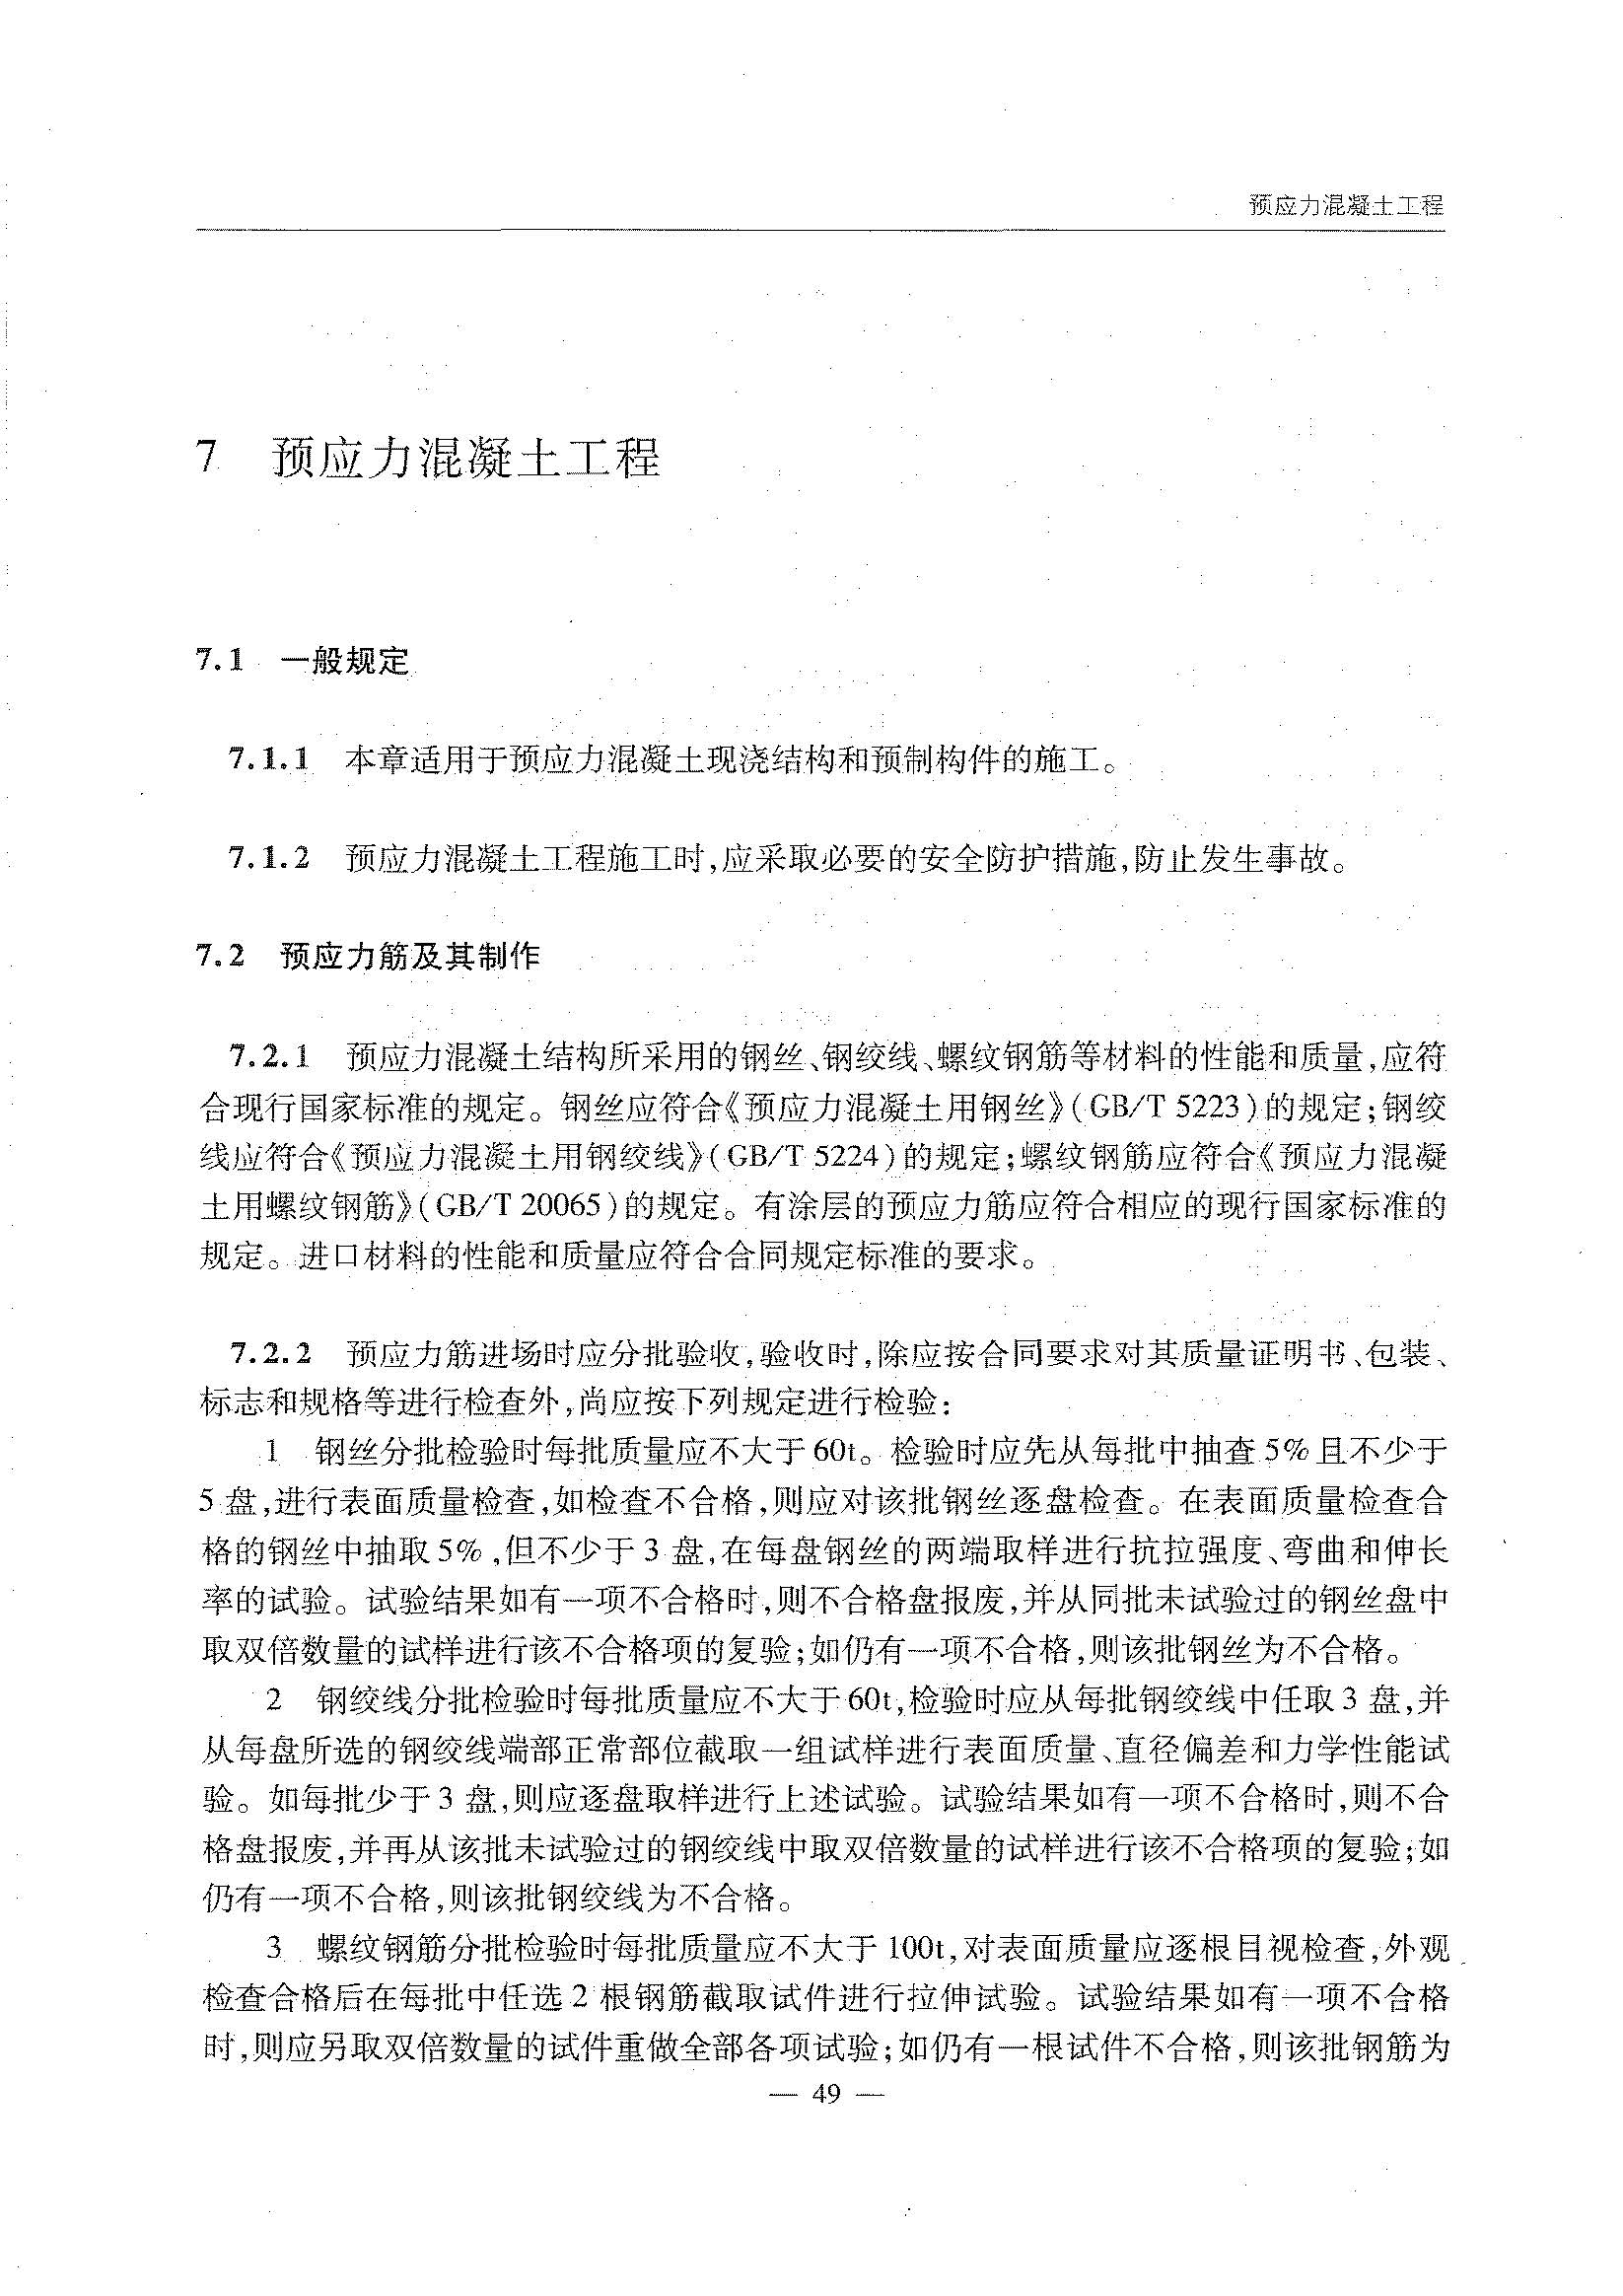 预应力混凝土工程
7 预应力混凝土工程
7.1 一般规定
7.1.1 本章适用于预应力混凝土现浇结构和预制构件的施工。
7.1.2 预应力混凝土工程施工时,应采取必要的安全防护措施,防止发生事故。
7.2 预应力筋及其制作
7.2.1 预应力混凝土结构所采用的钢丝、钢绞线、螺纹钢筋等材料的性能和质量,应符
合现行国家标准的规定。钢丝应符合《预应力混凝土用钢丝》(GB/T 5223)的规定;钢绞
线应符合《预应力混凝土用钢绞线》(GB/T 5224)的规定;螺纹钢筋应符合《预应力混凝
土用螺纹钢筋》(GB/T 20065)的规定。有涂层的预应力筋应符合相应的现行国家标准的
规定。进口材料的性能和质量应符合合同规定标准的要求。
7.2.2 预应力筋进场时应分批验收,验收时,除应按合同要求对其质量证明书、包装、
标志和规格等进行检查外,尚应按下列规定进行检验:
1 钢丝分批检验时每批质量应不大于60t。检验时应先从每批中抽查5%且不少于
5盘,进行表面质量检查,如检查不合格,则应对该批钢丝逐盘检查。在表面质量检查合
格的钢丝中抽取5%,但不少于3盘,在每盘钢丝的两端取样进行抗拉强度、弯曲和伸长
率的试验。试验结果如有一项不合格时,则不合格盘报废,并从同批未试验过的钢丝盘中
取双倍数量的试样进行该不合格项的复验;如仍有一项不合格,则该批钢丝为不合格。
2 钢绞线分批检验时每批质量应不大于60t,检验时应从每批钢绞线中任取3盘,并
从每盘所选的钢绞线端部正常部位截取一组试样进行表面质量、直径偏差和力学性能试
验。如每批少于3盘,则应逐盘取样进行上述试验。试验结果如有一项不合格时,则不合
格盘报废,并再从该批未试验过的钢绞线中取双倍数量的试样进行该不合格项的复验;如
仍有一项不合格,则该批钢绞线为不合格。
3 螺纹钢筋分批检验时每批质量应不大于100t,对表面质量应逐根目视检查,外观
检查合格后在每批中任选2根钢筋截取试件进行拉伸试验。试验结果如有一项不合格
时,则应另取双倍数量的试件重做全部各项试验;如仍有一根试件不合格,则该批钢筋为
— 49 —